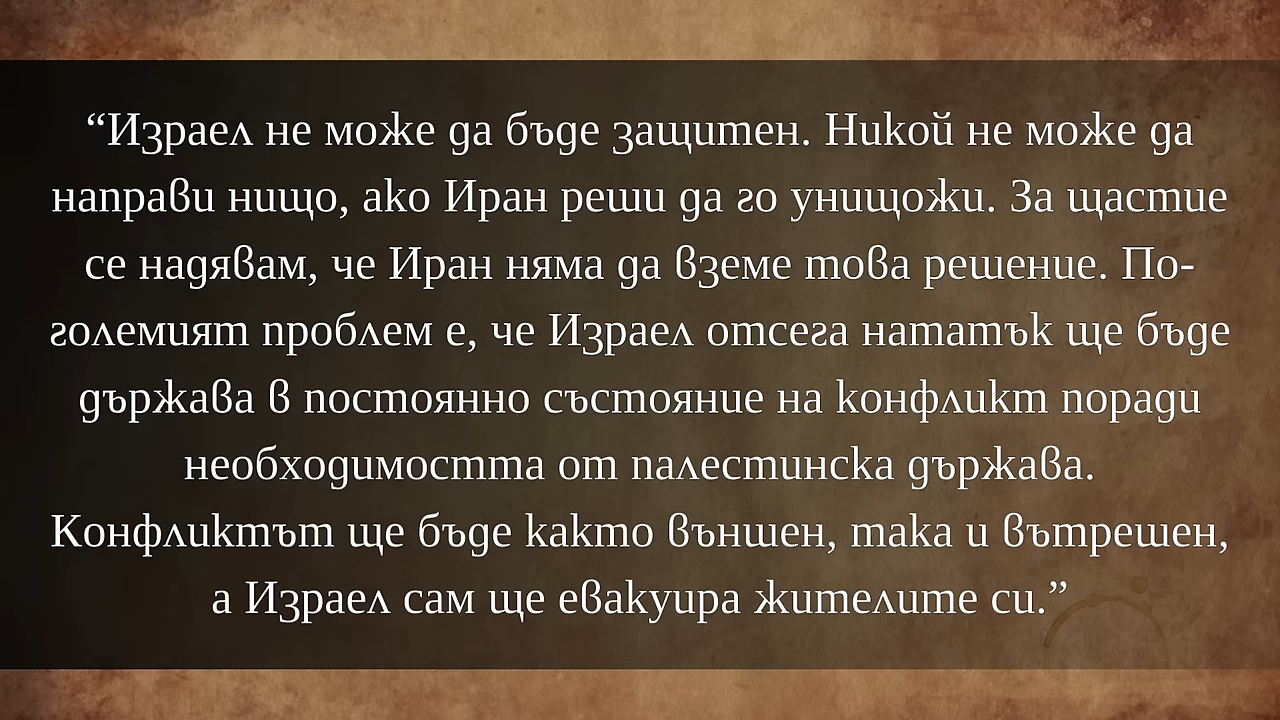 “Израел не може да бъде защитен. Никой не може да
направи нищо, ако Иран реши да го унищожи. За щастие
се надявам, че Иран няма да вземе това решение. По-
големият проблем е, че Израел отсега нататък ще бъде
държава в постоянно състояние на конфликт поради
необходимостта от палестинска държава.
Конфликтът ще бъде както външен, така и вътрешен,
а Израел сам ще евакуира жителите си.”